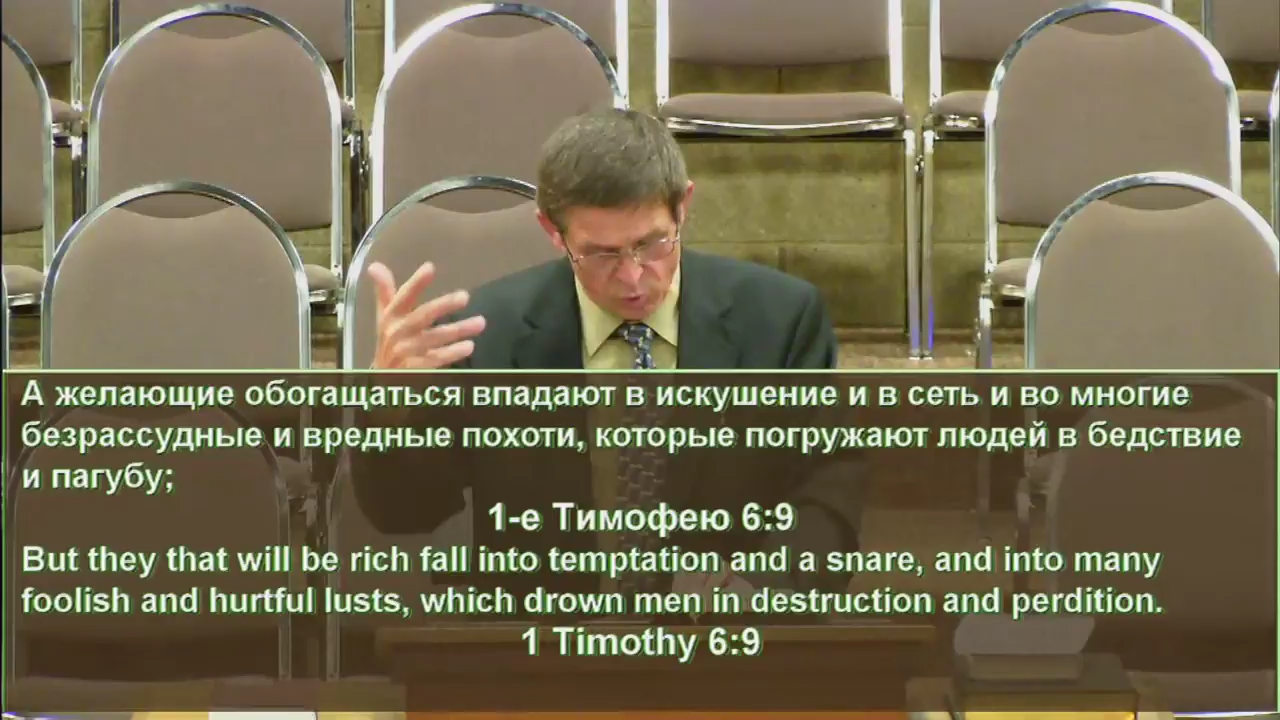 А желающие обогащаться впадают в искушение и в сеть и во многие
безрассудные и вредные похоти, которые погружают людей в бедствие
и пагубу;
1-е Тимофею 6:9
But they that will be rich fall into temptation and a snare, and into many
foolish and hurtful lusts, which drown men in destruction and perdition.
1 Timothy 6:9